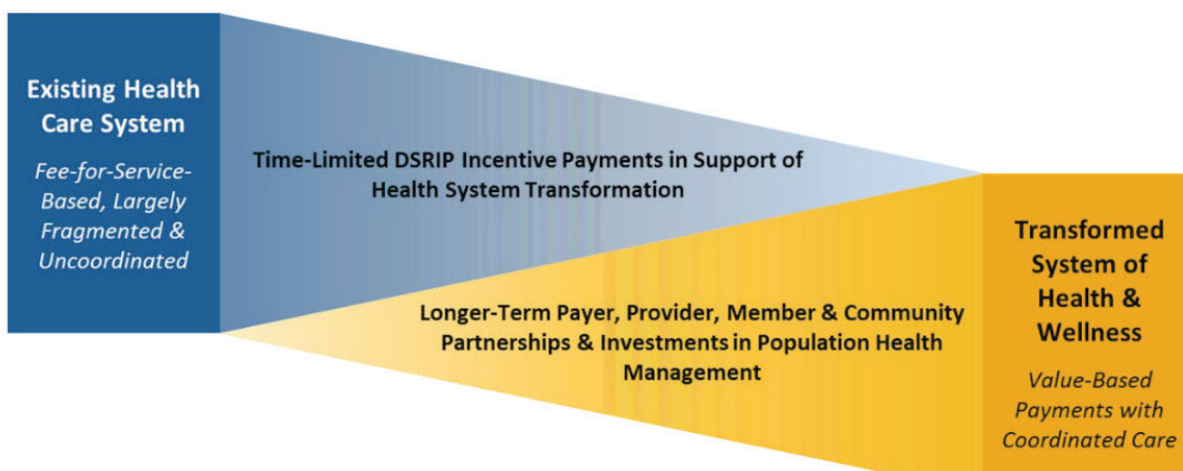 Existing Health
Care System
Fee-for-Service-
Based, Largely
Fragmented &
Uncoordinated
Time-Limited DSRIP Incentive Payments in Support of
Health System Transformation
Longer-Term Payer, Provider, Member & Community
Partnerships & Investments in Population Health
Management
Transformed
System of
Health &
Wellness
Value-Based
Payments with
Coordinated Care